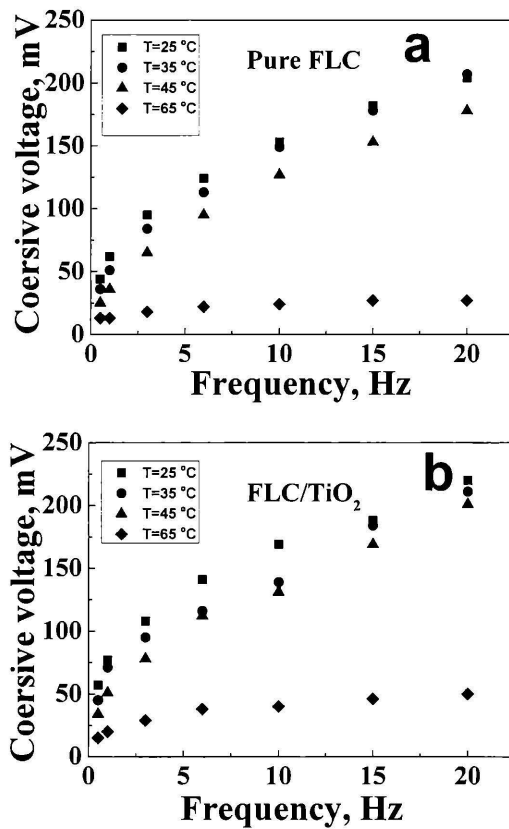 a
Pure FLC
T=25 °C
T=35 °C
T=45 °C
T=65 °C
Coersive voltage, mV
250
200
150
100
50
0
0 5 10 15 20
Frequency, Hz
b
FLC/TiO₂
T=25 °C
T=35 °C
T=45 °C
T=65 °C
Coersive voltage, mV
250
200
150
100
50
0
0 5 10 15 20
Frequency, Hz